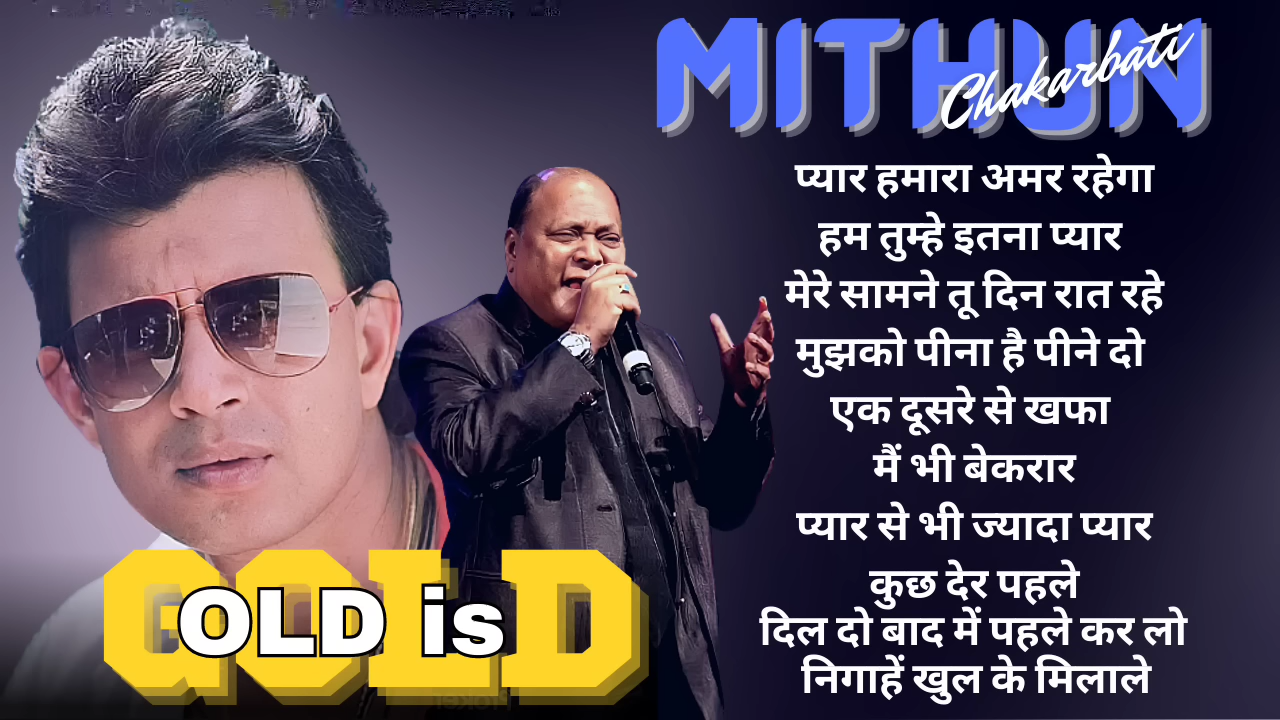 MITHUN
Chakarbati
प्यार हमारा अमर रहेगा
हम तुम्हे इतना प्यार
मेरे सामने तू दिन रात रहे
मुझको पीना है पीने दो
एक दूसरे से खफा
मैं भी बेकरार
प्यार से भी ज्यादा प्यार
कुछ देर पहले
दिल दो बाद में पहले कर लो
निगाहें खुल के मिलाले
OLD is
GOLD